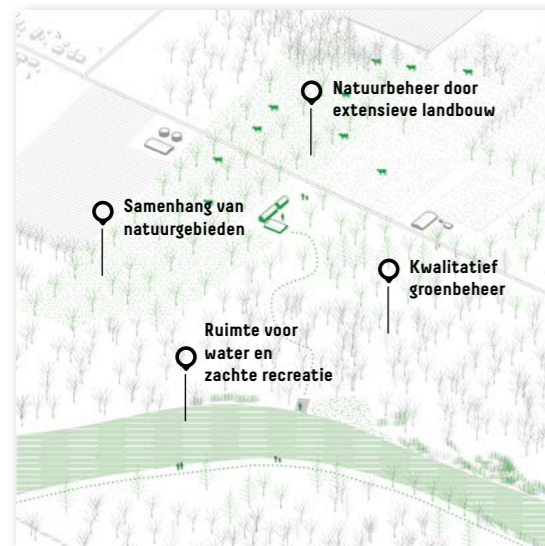 Natuurbeheer door
extensieve landbouw
Samenhang van
natuurgebieden
Kwalitatief
groenbeheer
Ruimte voor
water en
zachte recreatie